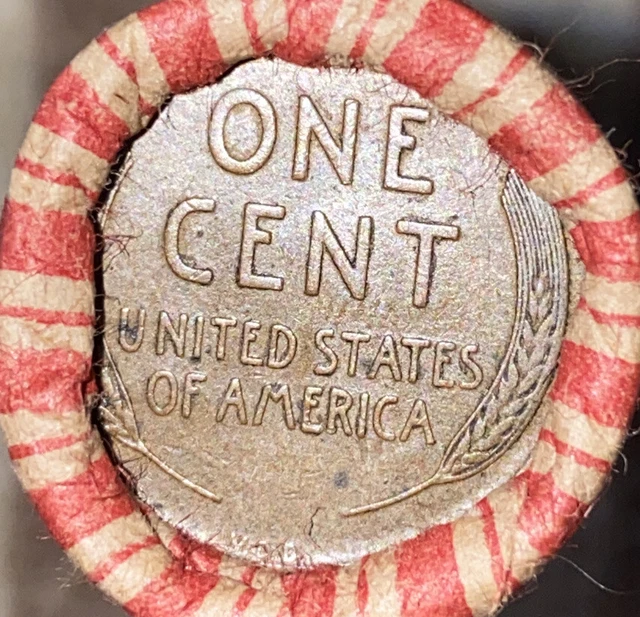 ONE
CENT
UNITED STATES
OF AMERICA